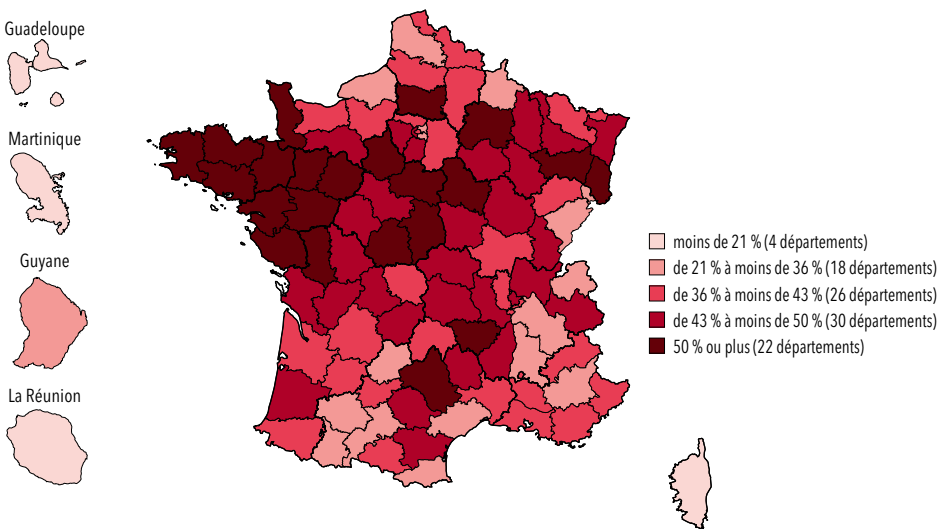 Guadeloupe
Martinique
Guyane
La Réunion
moins de 21 % (4 départements)
de 21 % à moins de 36 % (18 départements)
de 36 % à moins de 43 % (26 départements)
de 43 % à moins de 50 % (30 départements)
50 % ou plus (22 départements)